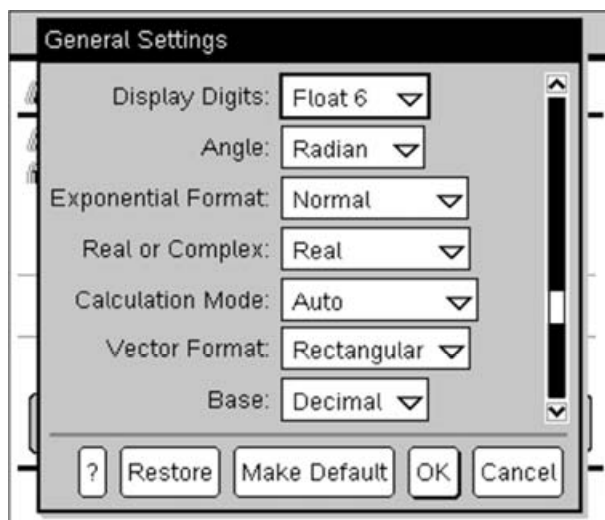 General Settings
Display Digits: Float 6
Angle: Radian
Exponential Format: Normal
Real or Complex: Real
Calculation Mode: Auto
Vector Format: Rectangular
Base: Decimal
? Restore Make Default OK Cancel